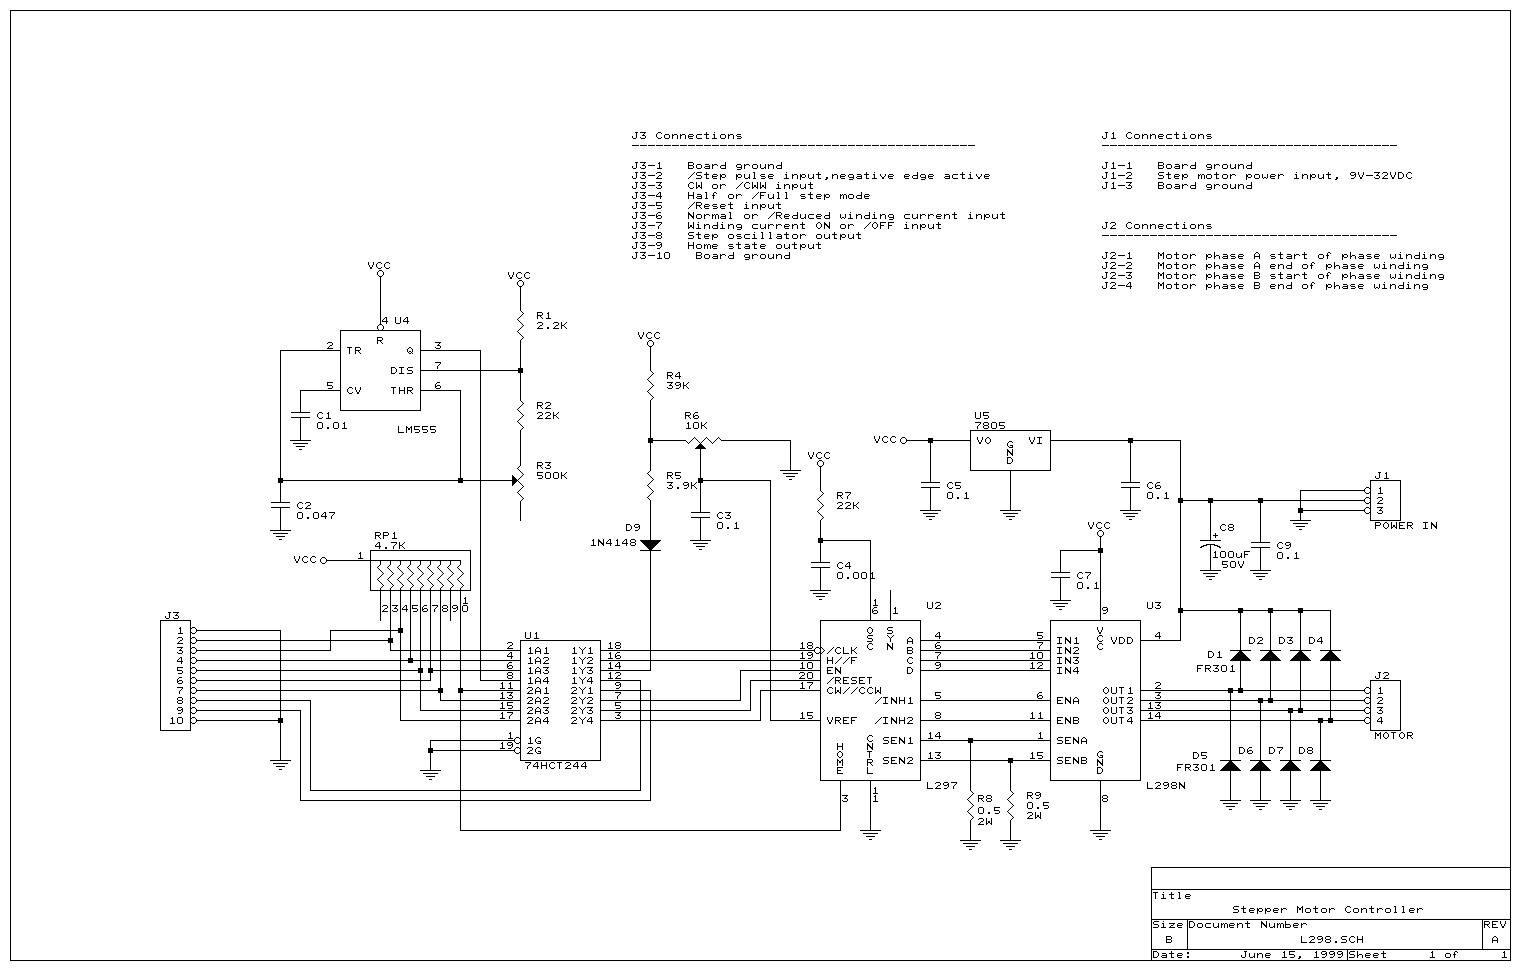 J3 Connections
J3-1 Board ground
J3-2 /Step pulse input,negative edge active
J3-3 CW or /CWW input
J3-4 Half or /Full step mode
J3-5 /Reset input
J3-6 Normal or /Reduced winding current input
J3-7 Winding current ON or /OFF input
J3-8 Step oscillator output
J3-9 Home state output
J3-10 Board ground
J1 Connections
J1-1 Board ground
J1-2 Step motor power input, 9V-32VDC
J1-3 Board ground
J2 Connections
J2-1 Motor phase A start of phase winding
J2-2 Motor phase A end of phase winding
J2-3 Motor phase B start of phase winding
J2-4 Motor phase B end of phase winding
VCC
4 U4
R
2 TR Q 3
DIS 7
5 CV THR 6
LM555
C1
0.01
C2
0.047
VCC
R1
2.2K
R2
22K
R3
500K
VCC
R4
39K
R6
10K
R5
3.9K
C3
0.1
D9
1N4148
VCC
R7
22K
C4
0.001
U5
7805
VCC
VO GND VI
C5
0.1
C6
0.1
J1
1
2
3
POWER IN
C8
+
100uF
50V
C9
0.1
VCC
C7
0.1
RP1
4.7K
VCC 1
2 3 4 5 6 7 8 9 10
J3
1
2
3
4
5
6
7
8
9
10
U1
2 1A1 1Y1 18
4 1A2 1Y2 16
6 1A3 1Y3 14
8 1A4 1Y4 12
11 2A1 2Y1 9
13 2A2 2Y2 7
15 2A3 2Y3 5
17 2A4 2Y4 3
1 1G
19 2G
74HCT244
U2
16 1
OSC SYN
18 /CLK A 4
19 H//F B 6
10 EN C 7
20 /RESET D 9
17 CW//CCW
/INH1 5
15 VREF /INH2 8
SEN1 14
SEN2 13
HOME CNTRL
3 11
L297
R8
0.5
2W
R9
0.5
2W
U3
9
VCC VDD 4
5 IN1
7 IN2
10 IN3
12 IN4
OUT1 2
6 ENA OUT2 3
OUT3 13
11 ENB OUT4 14
1 SENA
15 SENB
GND
8
L298N
D1
FR301
D2 D3 D4
J2
1
2
3
4
MOTOR
D5
FR301
D6 D7 D8
Title
Stepper Motor Controller
Size Document Number REV
B L298.SCH A
Date: June 15, 1999 Sheet 1 of 1